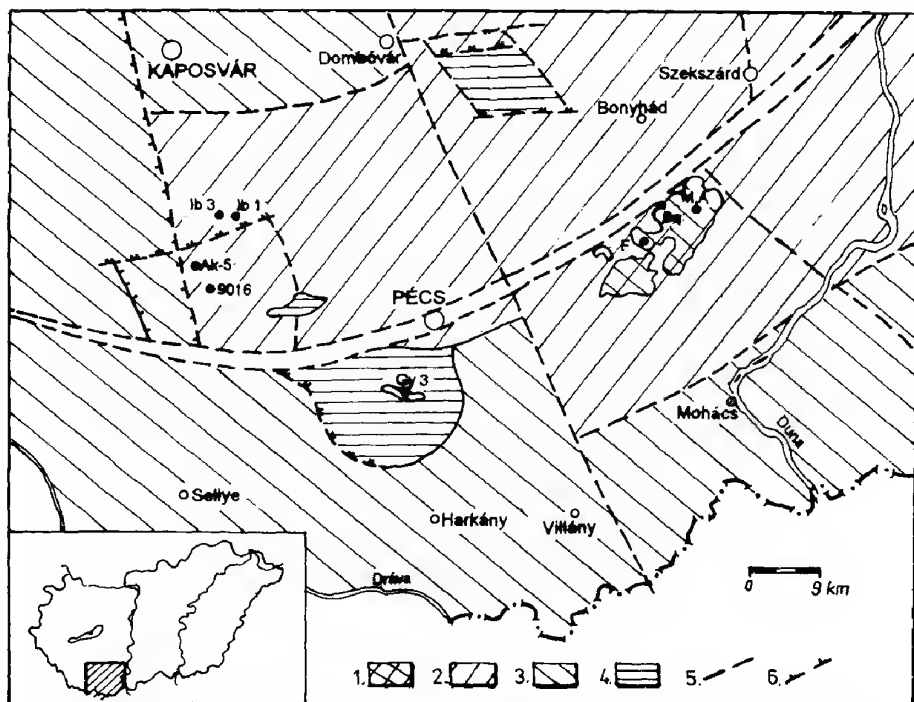 KAPOSVÁR
Dombóvár
Szekszárd
Bonyhád
Ib 3
Ib 1
Ak-5
9016
PÉCS
F
M
Gy 3
Mohács
Duna
Sellye
Harkány
Villány
Dráva
0 9 km
1.
2.
3.
4.
5.
6.